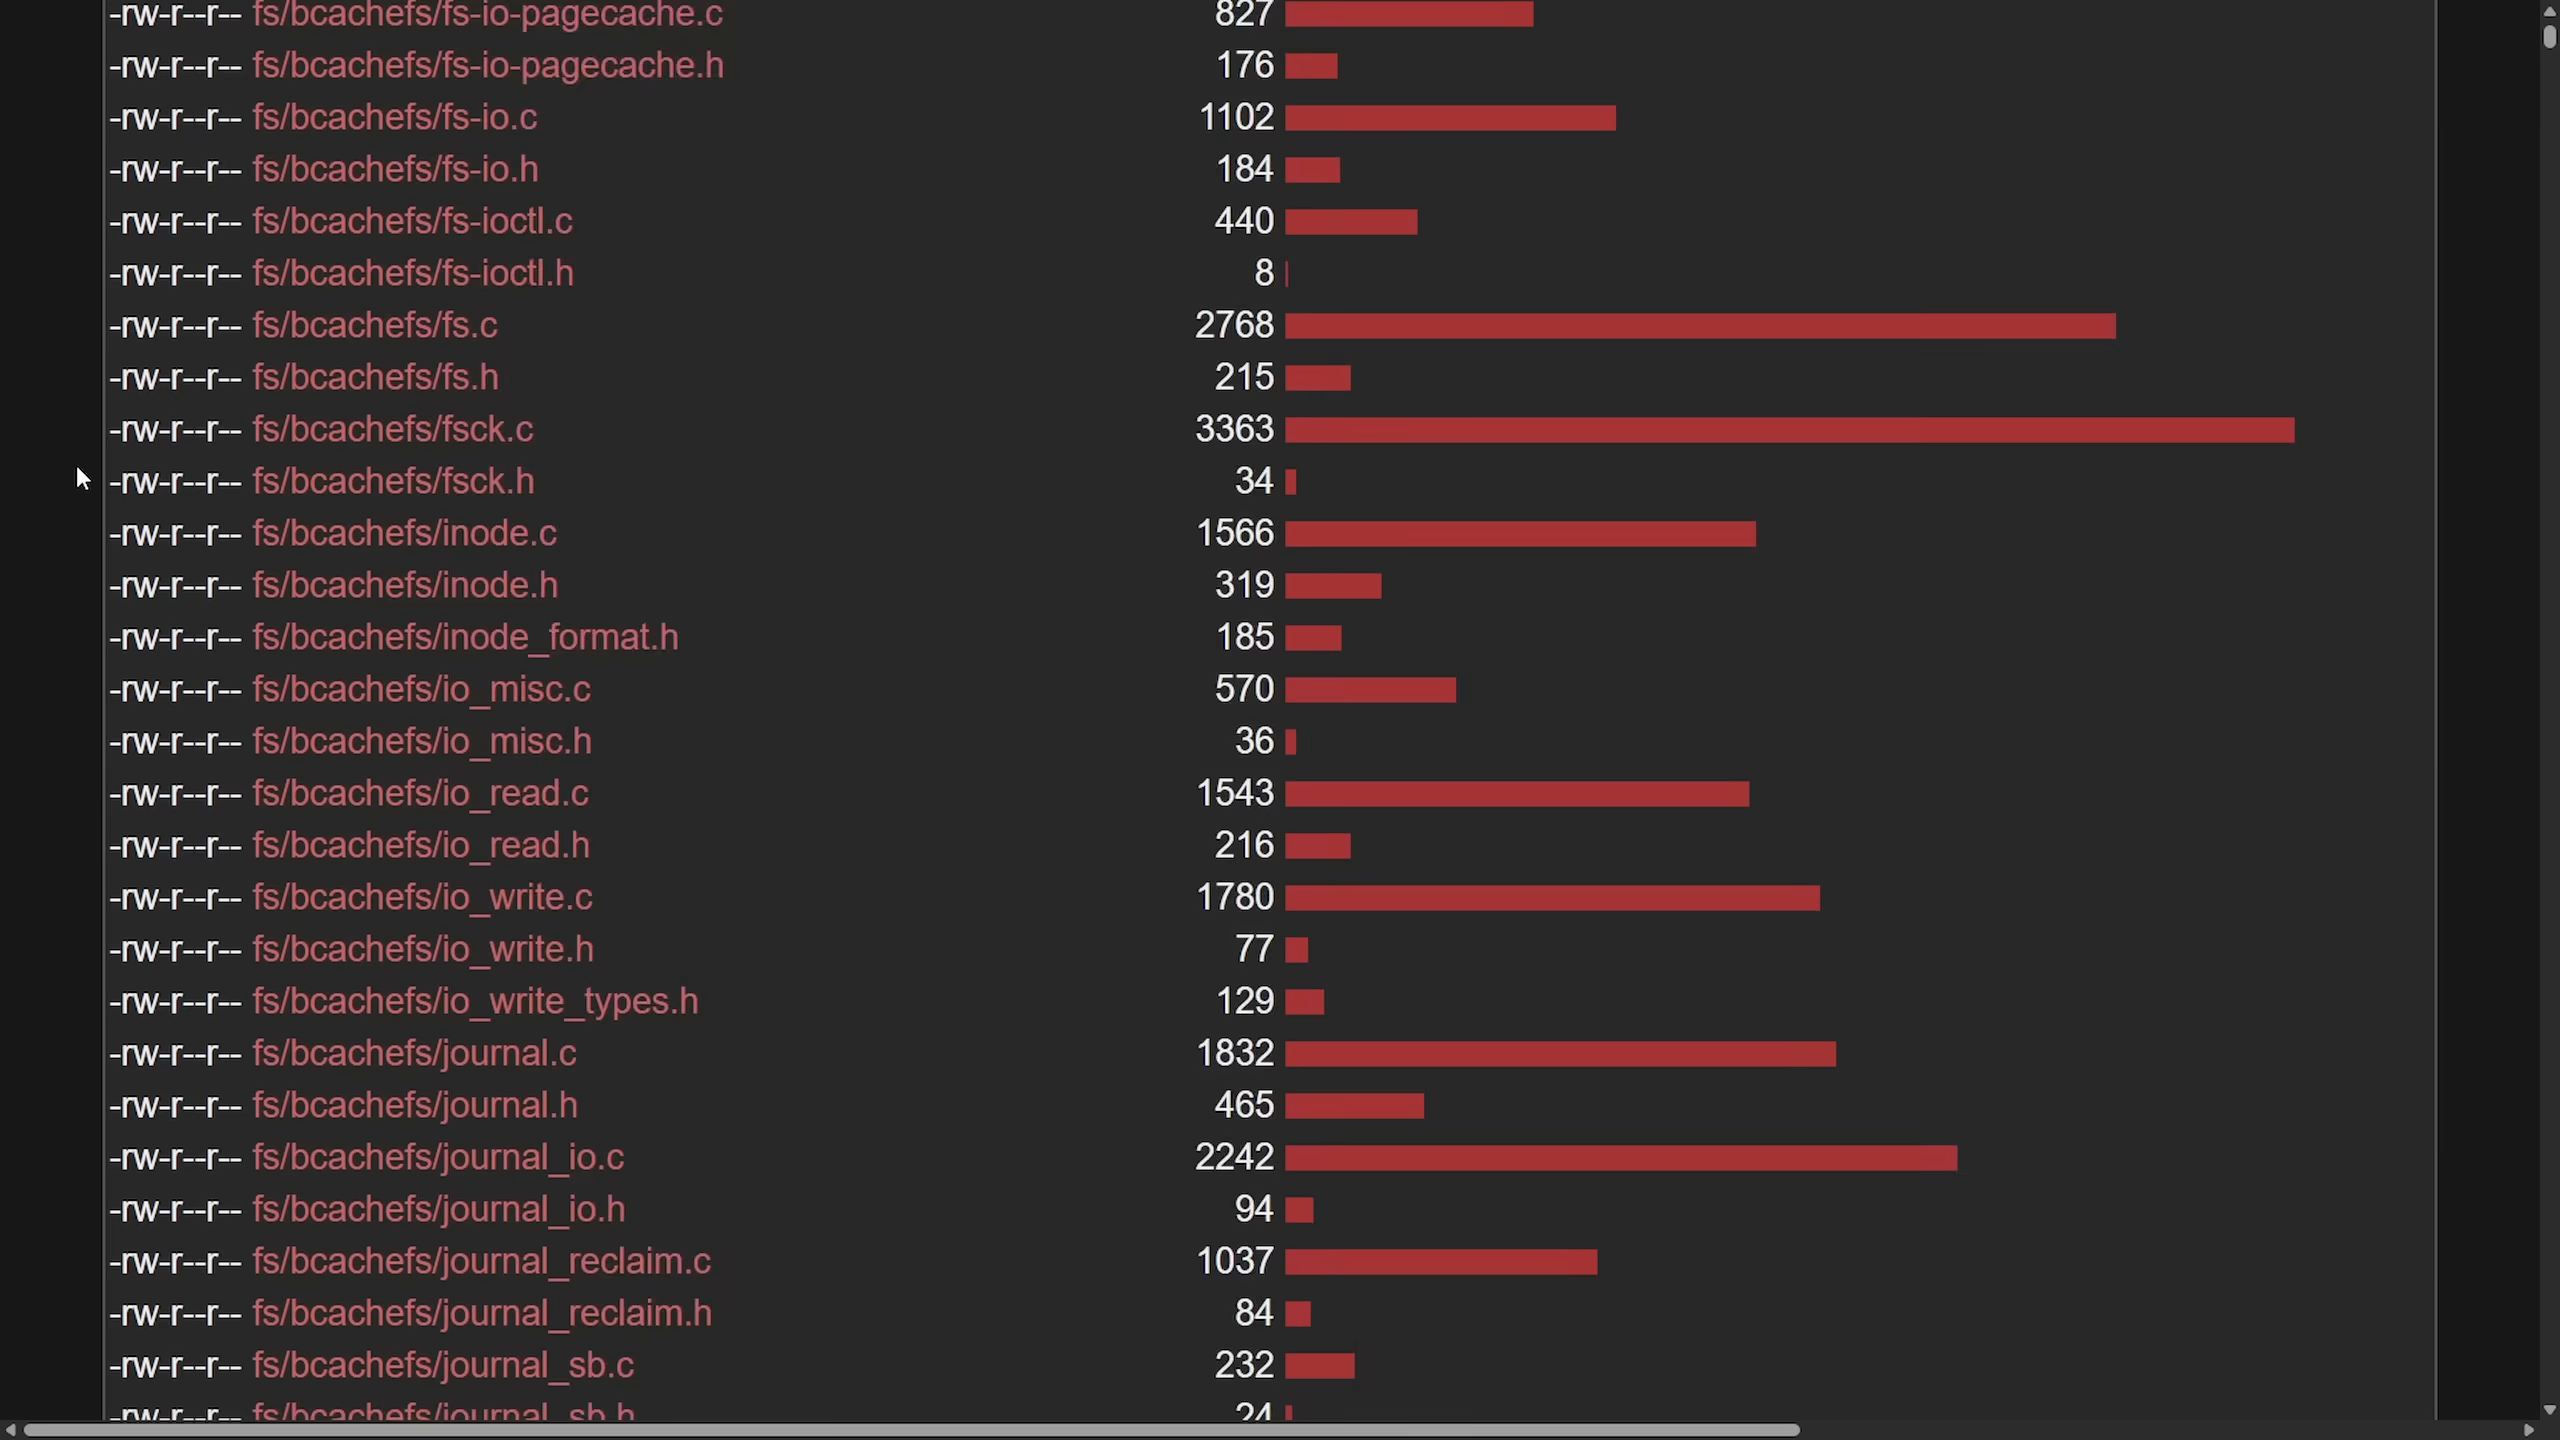 -rw-r--r-- fs/bcachefs/fs-io-pagecache.c 827
-rw-r--r-- fs/bcachefs/fs-io-pagecache.h 176
-rw-r--r-- fs/bcachefs/fs-io.c 1102
-rw-r--r-- fs/bcachefs/fs-io.h 184
-rw-r--r-- fs/bcachefs/fs-ioctl.c 440
-rw-r--r-- fs/bcachefs/fs-ioctl.h 8
-rw-r--r-- fs/bcachefs/fs.c 2768
-rw-r--r-- fs/bcachefs/fs.h 215
-rw-r--r-- fs/bcachefs/fsck.c 3363
-rw-r--r-- fs/bcachefs/fsck.h 34
-rw-r--r-- fs/bcachefs/inode.c 1566
-rw-r--r-- fs/bcachefs/inode.h 319
-rw-r--r-- fs/bcachefs/inode_format.h 185
-rw-r--r-- fs/bcachefs/io_misc.c 570
-rw-r--r-- fs/bcachefs/io_misc.h 36
-rw-r--r-- fs/bcachefs/io_read.c 1543
-rw-r--r-- fs/bcachefs/io_read.h 216
-rw-r--r-- fs/bcachefs/io_write.c 1780
-rw-r--r-- fs/bcachefs/io_write.h 77
-rw-r--r-- fs/bcachefs/io_write_types.h 129
-rw-r--r-- fs/bcachefs/journal.c 1832
-rw-r--r-- fs/bcachefs/journal.h 465
-rw-r--r-- fs/bcachefs/journal_io.c 2242
-rw-r--r-- fs/bcachefs/journal_io.h 94
-rw-r--r-- fs/bcachefs/journal_reclaim.c 1037
-rw-r--r-- fs/bcachefs/journal_reclaim.h 84
-rw-r--r-- fs/bcachefs/journal_sb.c 232
-rw-r--r-- fs/bcachefs/journal_sb.h 24